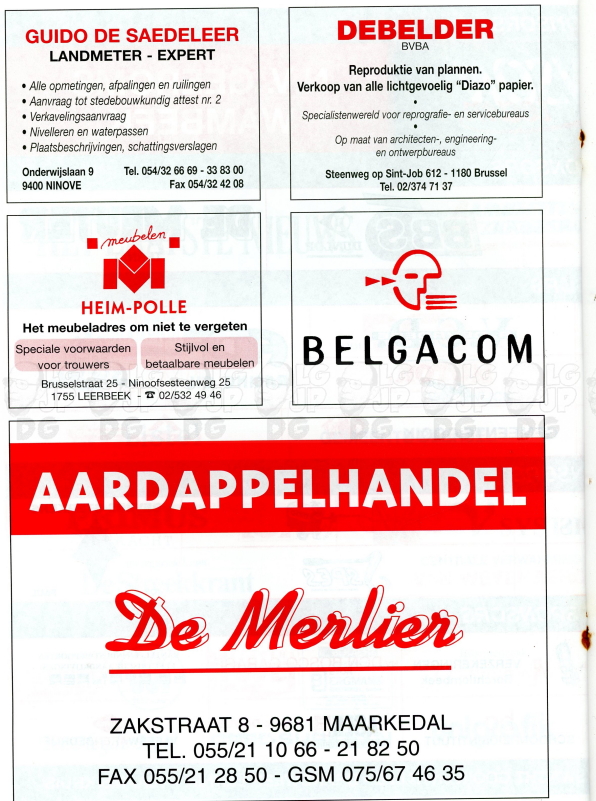 GUIDO DE SAEDELEER
LANDMETER - EXPERT
• Alle opmetingen, afpalingen en ruilingen
• Aanvraag tot stedebouwkundig attest nr. 2
• Verkavelingsaanvraag
• Nivelleren en waterpassen
• Plaatsbeschrijvingen, schattingsverslagen
Onderwijslaan 9 Tel. 054/32 66 69 - 33 83 00
9400 NINOVE Fax 054/32 42 08
DEBELDER
BVBA
Reproduktie van plannen.
Verkoop van alle lichtgevoelig "Diazo" papier.
•
Specialistenwereld voor reprografie- en servicebureaus
•
Op maat van architecten-, engineering-
en ontwerpbureaus
Steenweg op Sint-Job 612 - 1180 Brussel
Tel. 02/374 71 37
meubelen
HEIM-POLLE
Het meubeladres om niet te vergeten
Speciale voorwaarden
voor trouwers
Stijlvol en
betaalbare meubelen
Brusselstraat 25 - Ninoofsesteenweg 25
1755 LEERBEEK - ☎ 02/532 49 46
BELGACOM
AARDAPPELHANDEL
De Merlier
ZAKSTRAAT 8 - 9681 MAARKEDAL
TEL. 055/21 10 66 - 21 82 50
FAX 055/21 28 50 - GSM 075/67 46 35